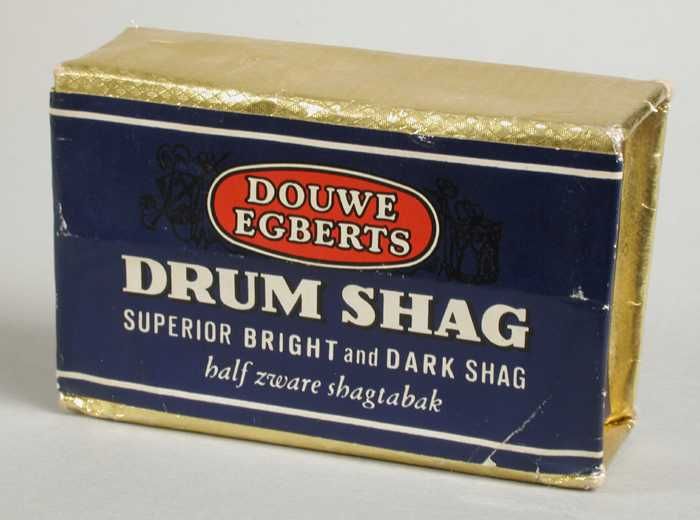 DOUWE
EGBERTS
DRUM SHAG
SUPERIOR BRIGHT and DARK SHAG
half zware shagtabak